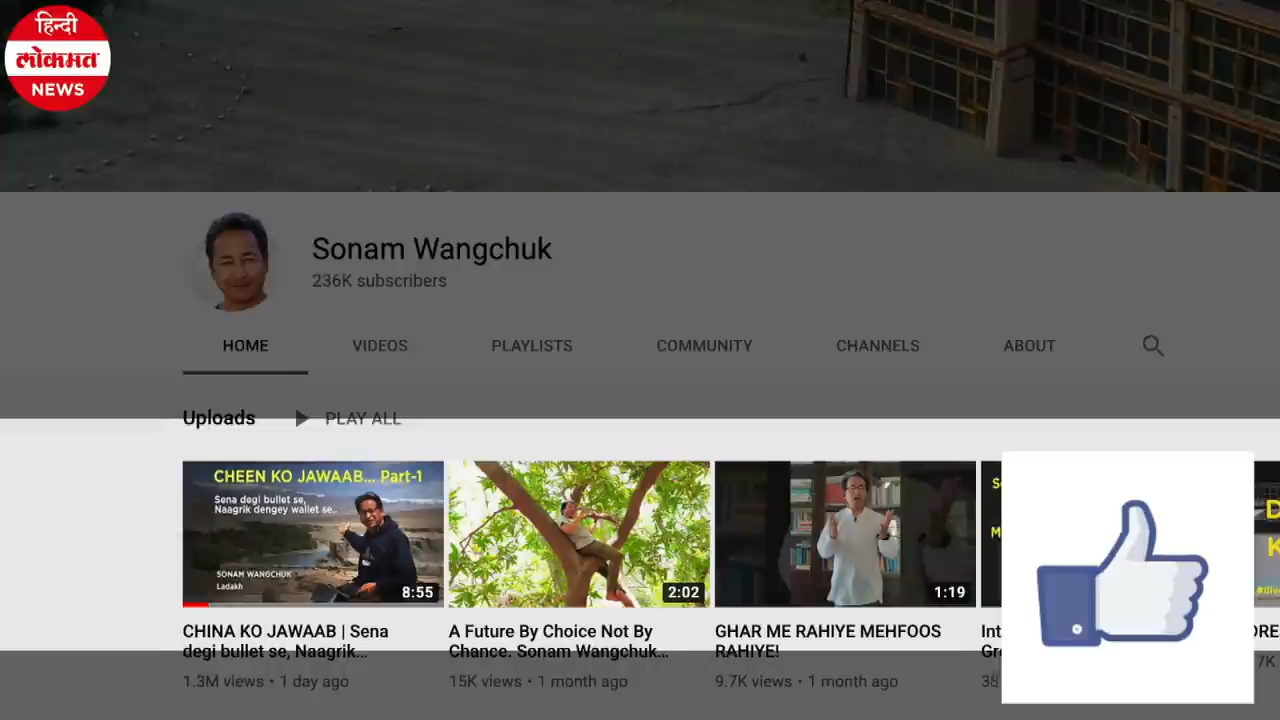 हिन्दी
लोकमत
NEWS
Sonam Wangchuk
236K subscribers
HOME VIDEOS PLAYLISTS COMMUNITY CHANNELS ABOUT
Uploads PLAY ALL
CHEEN KO JAWAAB... Part-1
Sena degi bullet se,
Naagrik dengey wallet se..
SONAM WANGCHUK
Ladakh
8:55
2:02
1:19
CHINA KO JAWAAB | Sena
degi bullet se, Naagrik...
1.3M views • 1 day ago
A Future By Choice Not By
Chance. Sonam Wangchuk...
15K views • 1 month ago
GHAR ME RAHIYE MEHFOOS
RAHIYE!
9.7K views • 1 month ago